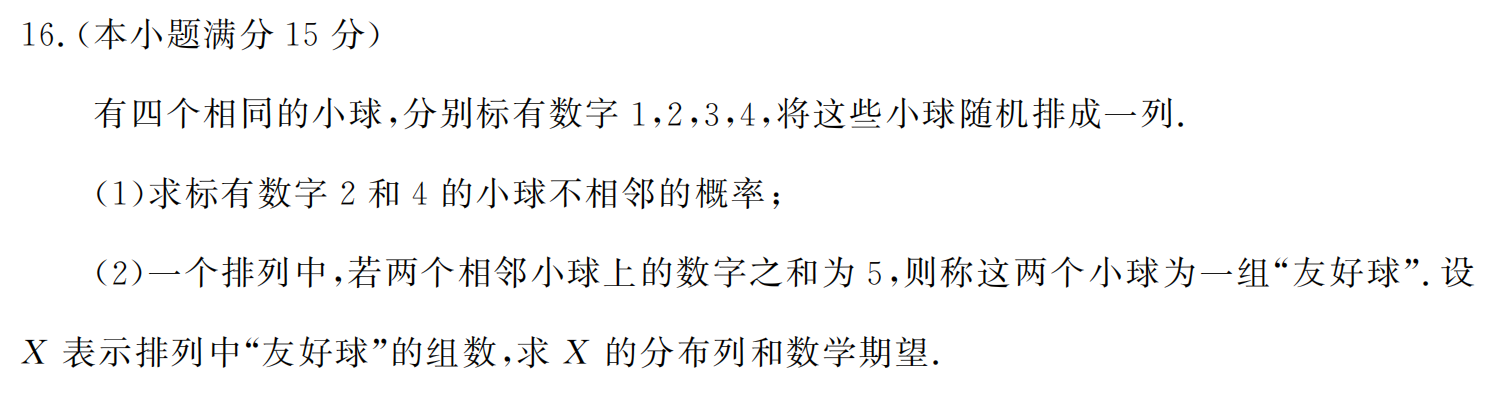 16.(本小题满分 15 分)
有四个相同的小球,分别标有数字 1,2,3,4,将这些小球随机排成一列.
(1)求标有数字 2 和 4 的小球不相邻的概率;
(2)一个排列中,若两个相邻小球上的数字之和为 5,则称这两个小球为一组“友好球”. 设
X 表示排列中“友好球”的组数,求 X 的分布列和数学期望.